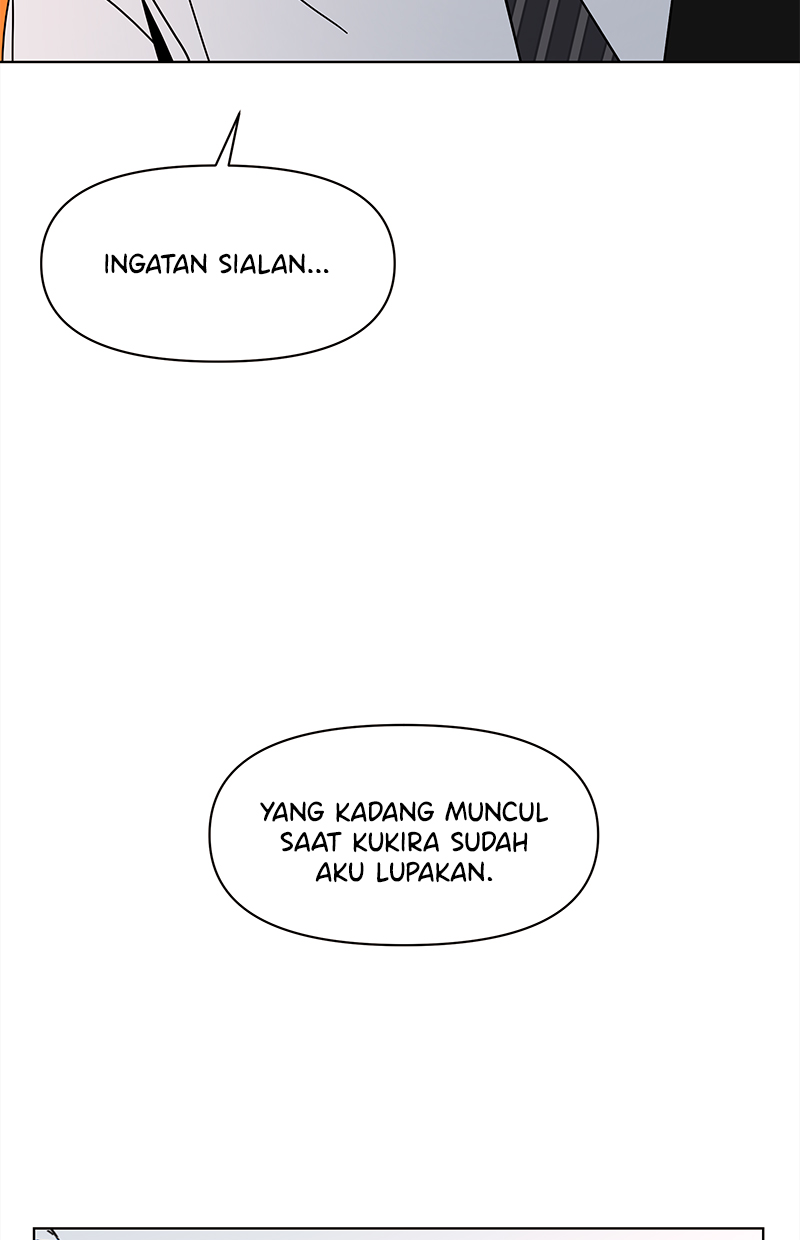 INGATAN SIALAN...
YANG KADANG MUNCUL
SAAT KUKIRA SUDAH
AKU LUPAKAN.